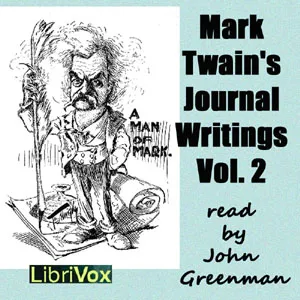 Mark
Twain's
Journal
Writings
Vol. 2
read
by
John
Greenman
A
MAN
OF
MARK.
LibriVox